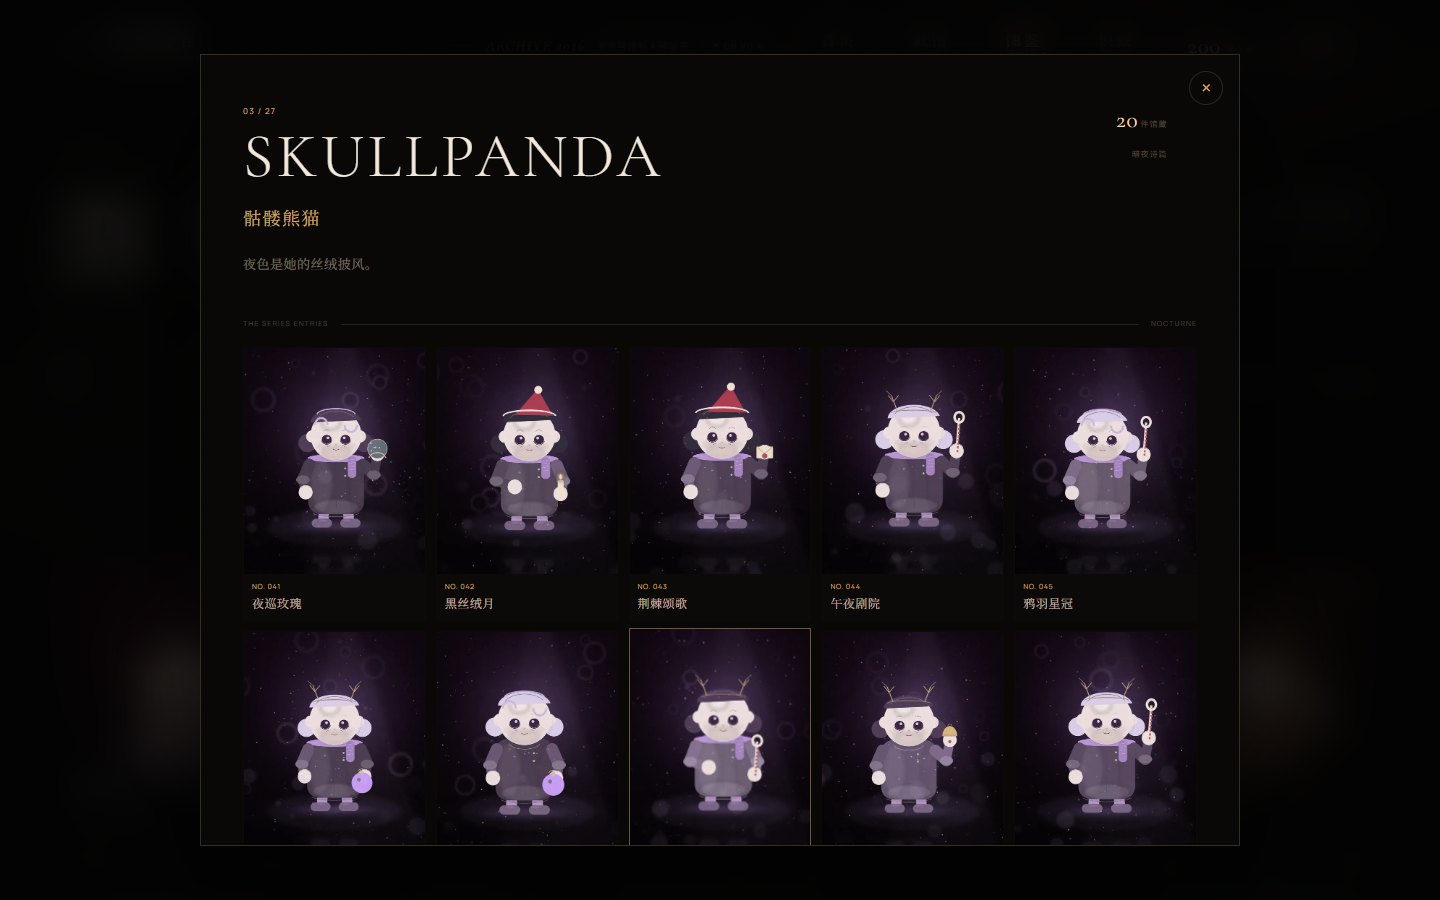 03 / 27
SKULLPANDA
骷髅熊猫
夜色是她的丝绒披风。
20 件馆藏
暗夜诗篇
THE SERIES ENTRIES
NOCTURNE
NO. 041
夜巡玫瑰
NO. 042
黑丝绒月
NO. 043
荆棘颂歌
NO. 044
午夜剧院
NO. 045
鸦羽星冠